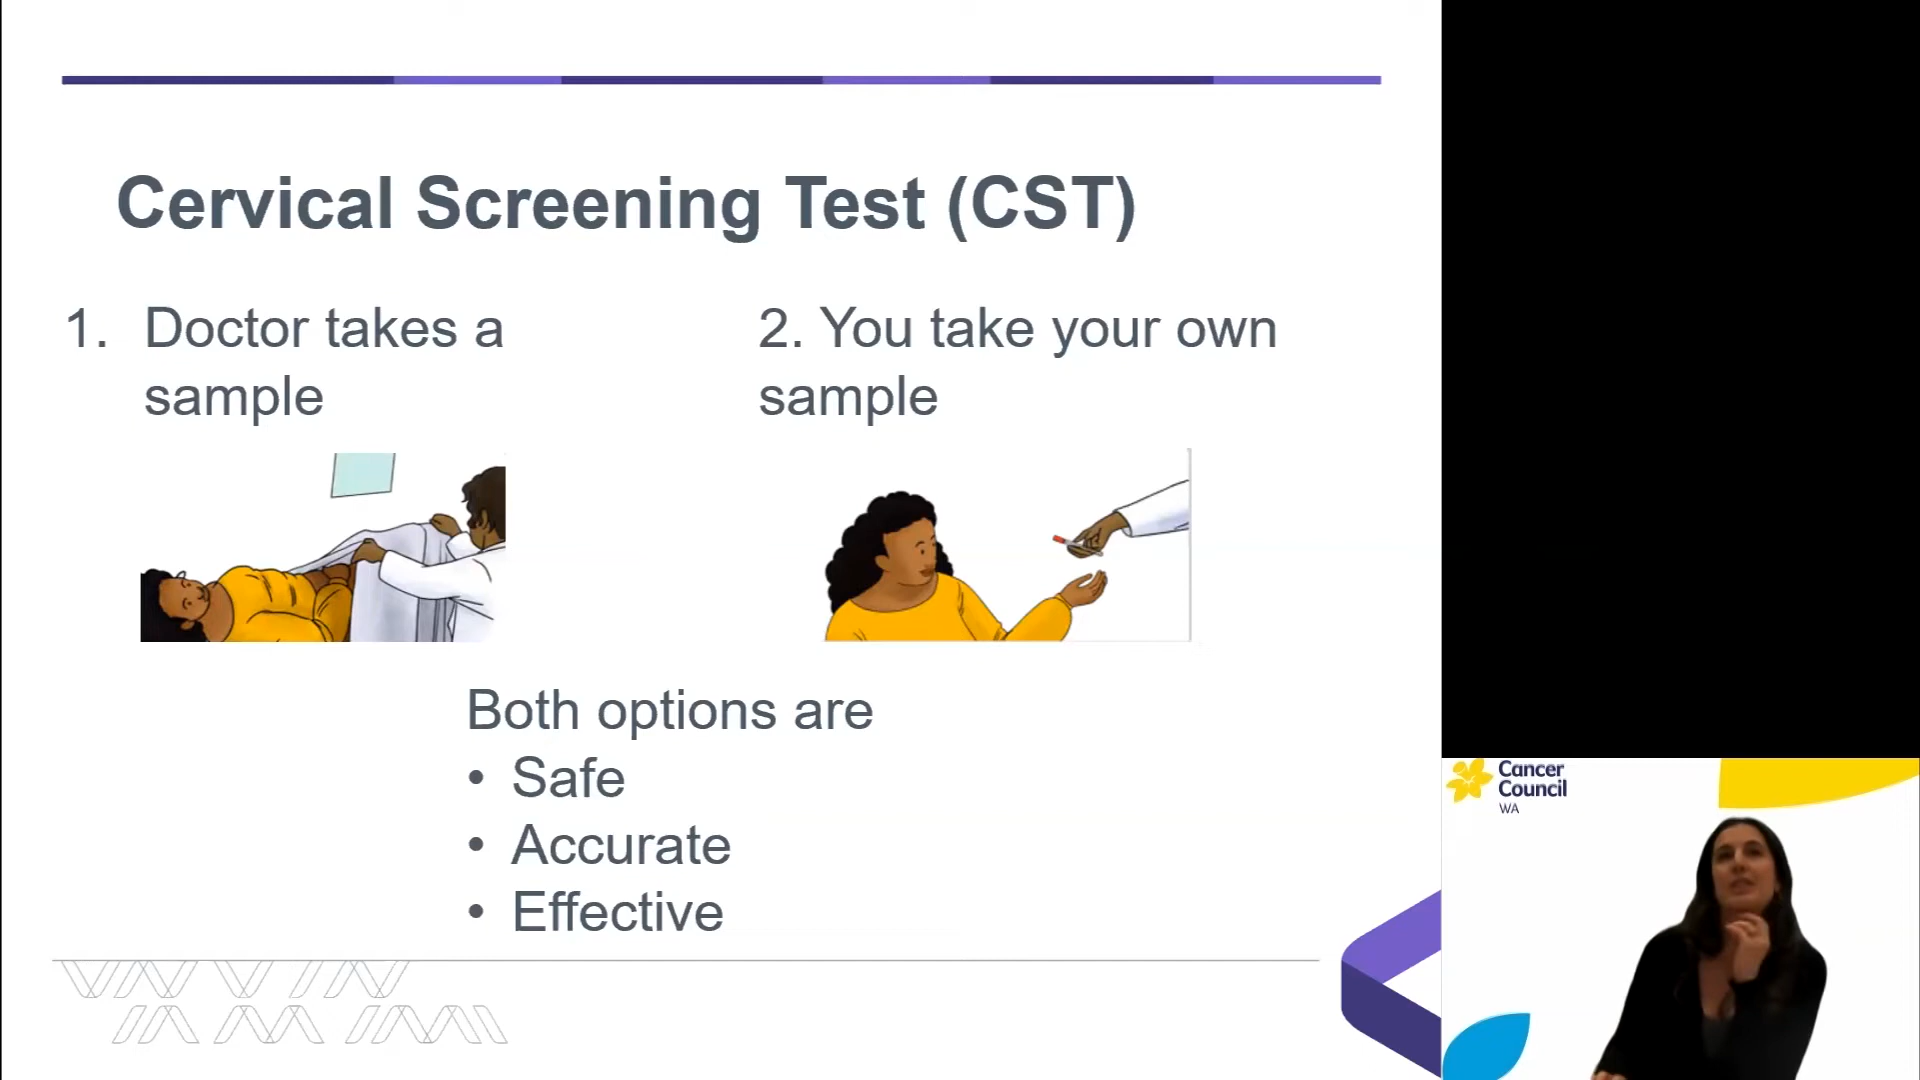 Cervical Screening Test (CST)
1. Doctor takes a
sample
2. You take your own
sample
Both options are
• Safe
• Accurate
• Effective
Cancer
Council
WA